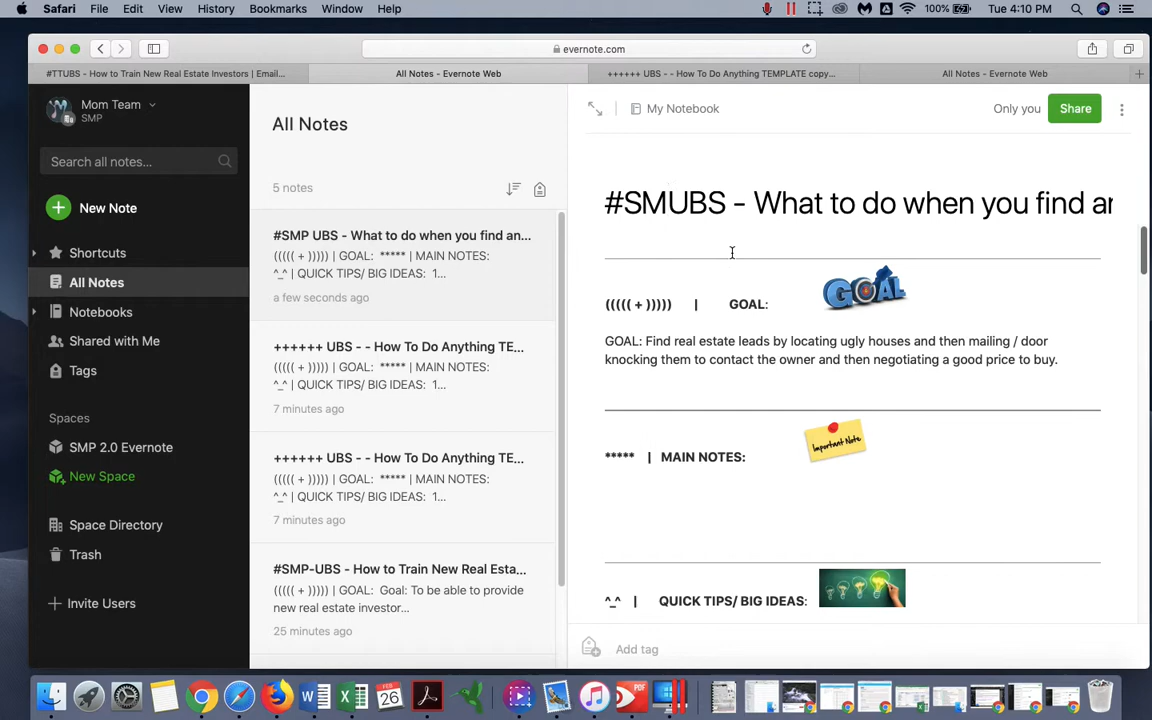 Safari File Edit View History Bookmarks Window Help 100% Tue 4:10 PM
evernote.com
#TTUBS - How to Train New Real Estate Investors | Email... All Notes - Evernote Web ++++++ UBS - - How To Do Anything TEMPLATE copy... All Notes - Evernote Web
Mom Team
SMP
Search all notes...
New Note
Shortcuts
All Notes
Notebooks
Shared with Me
Tags
Spaces
SMP 2.0 Evernote
New Space
Space Directory
Trash
Invite Users
All Notes
5 notes
#SMP UBS - What to do when you find an...
((((( + ))))) | GOAL: ***** | MAIN NOTES:
^_^ | QUICK TIPS/ BIG IDEAS: 1...
a few seconds ago
++++++ UBS - - How To Do Anything TE...
((((( + ))))) | GOAL: ***** | MAIN NOTES:
^_^ | QUICK TIPS/ BIG IDEAS: 1...
7 minutes ago
++++++ UBS - - How To Do Anything TE...
((((( + ))))) | GOAL: ***** | MAIN NOTES:
^_^ | QUICK TIPS/ BIG IDEAS: 1...
7 minutes ago
#SMP-UBS - How to Train New Real Esta...
((((( + ))))) | GOAL: Goal: To be able to provide
new real estate investor...
25 minutes ago
My Notebook Only you Share
#SMUBS - What to do when you find an
((((( + ))))) | GOAL: GOAL
GOAL: Find real estate leads by locating ugly houses and then mailing / door
knocking them to contact the owner and then negotiating a good price to buy.
***** | MAIN NOTES: Important Note
^_^ | QUICK TIPS/ BIG IDEAS:
Add tag
FEB
26
PDF